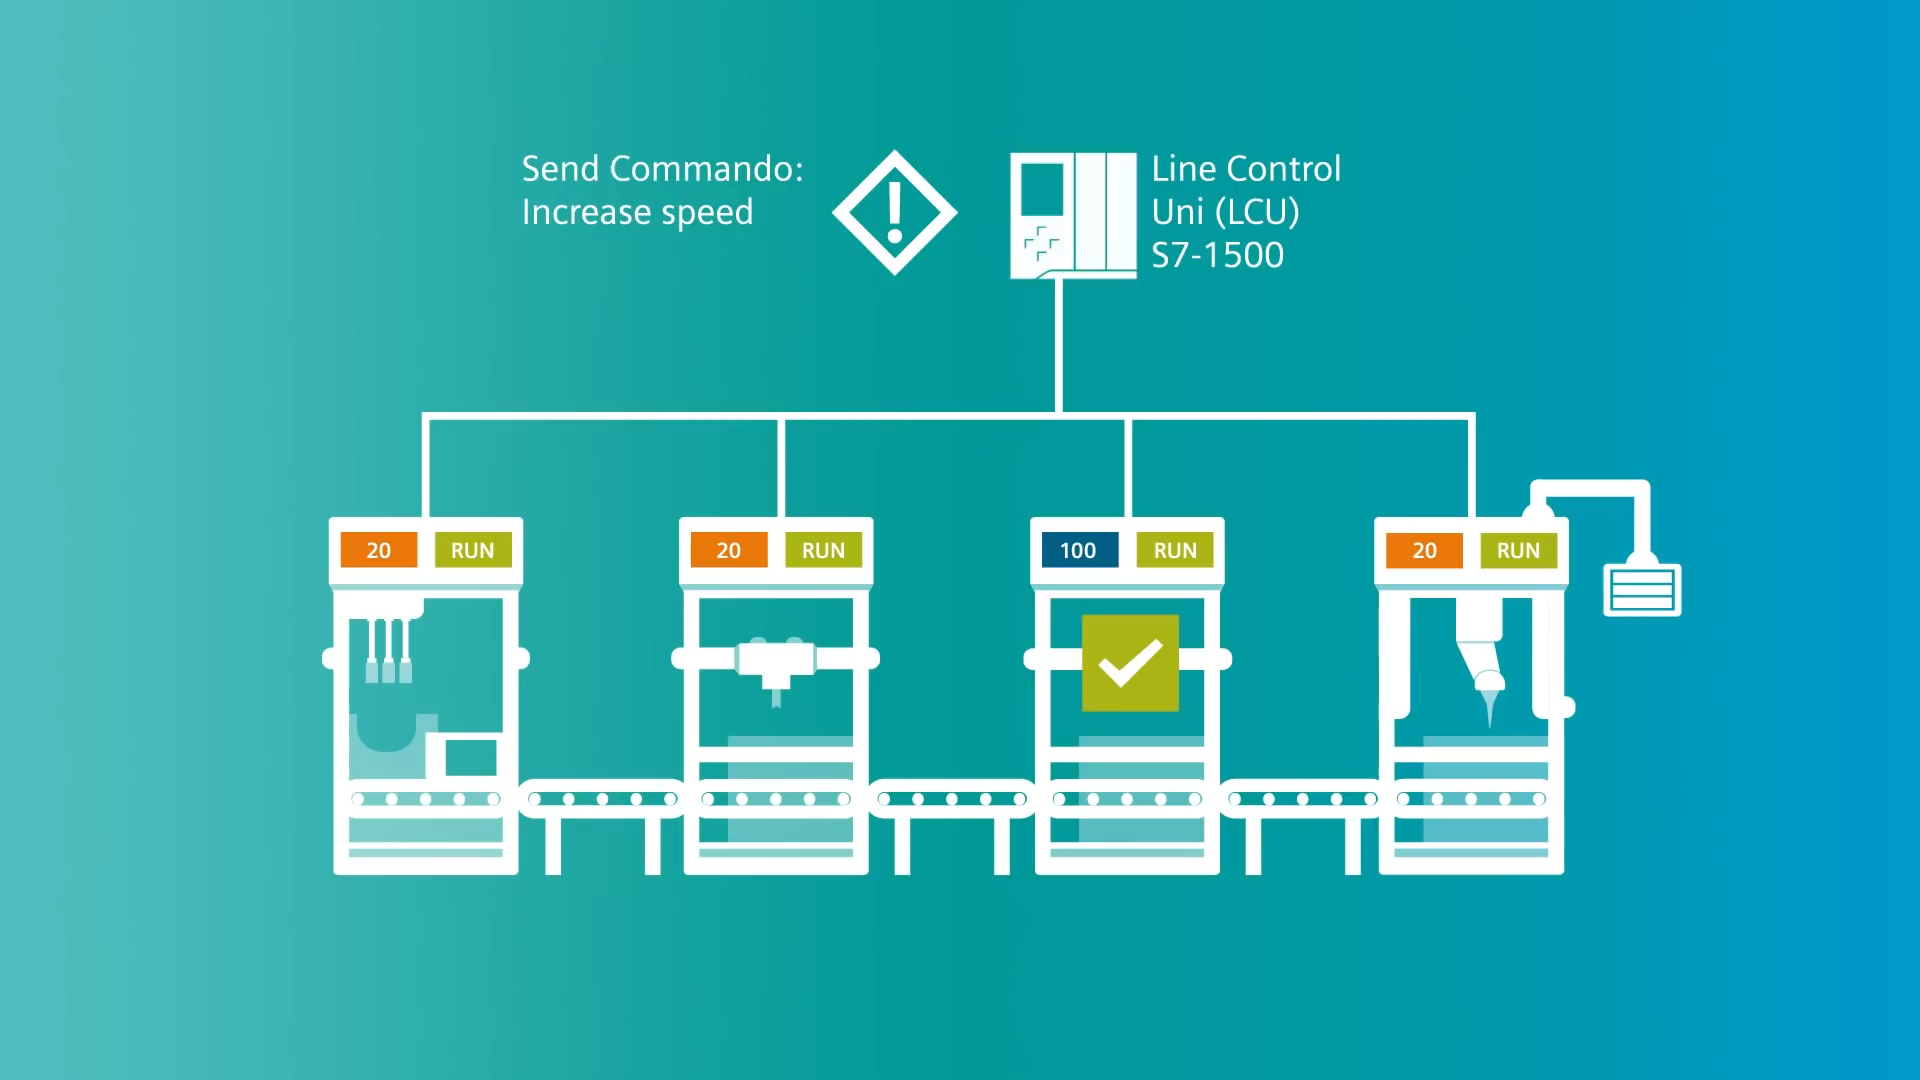 Send Commando:
Increase speed
Line Control
Uni (LCU)
S7-1500
20 RUN
20 RUN
100 RUN
20 RUN